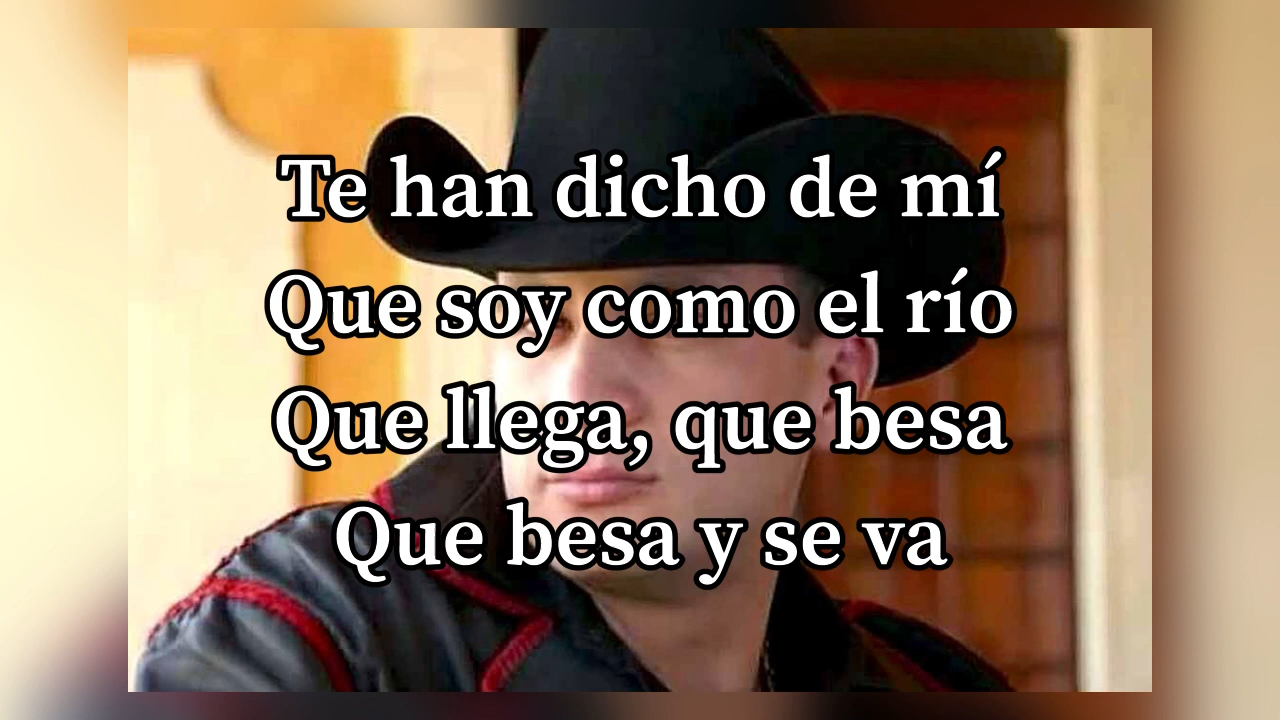 Te han dicho de mí
Que soy como el río
Que llega, que besa
Que besa y se va